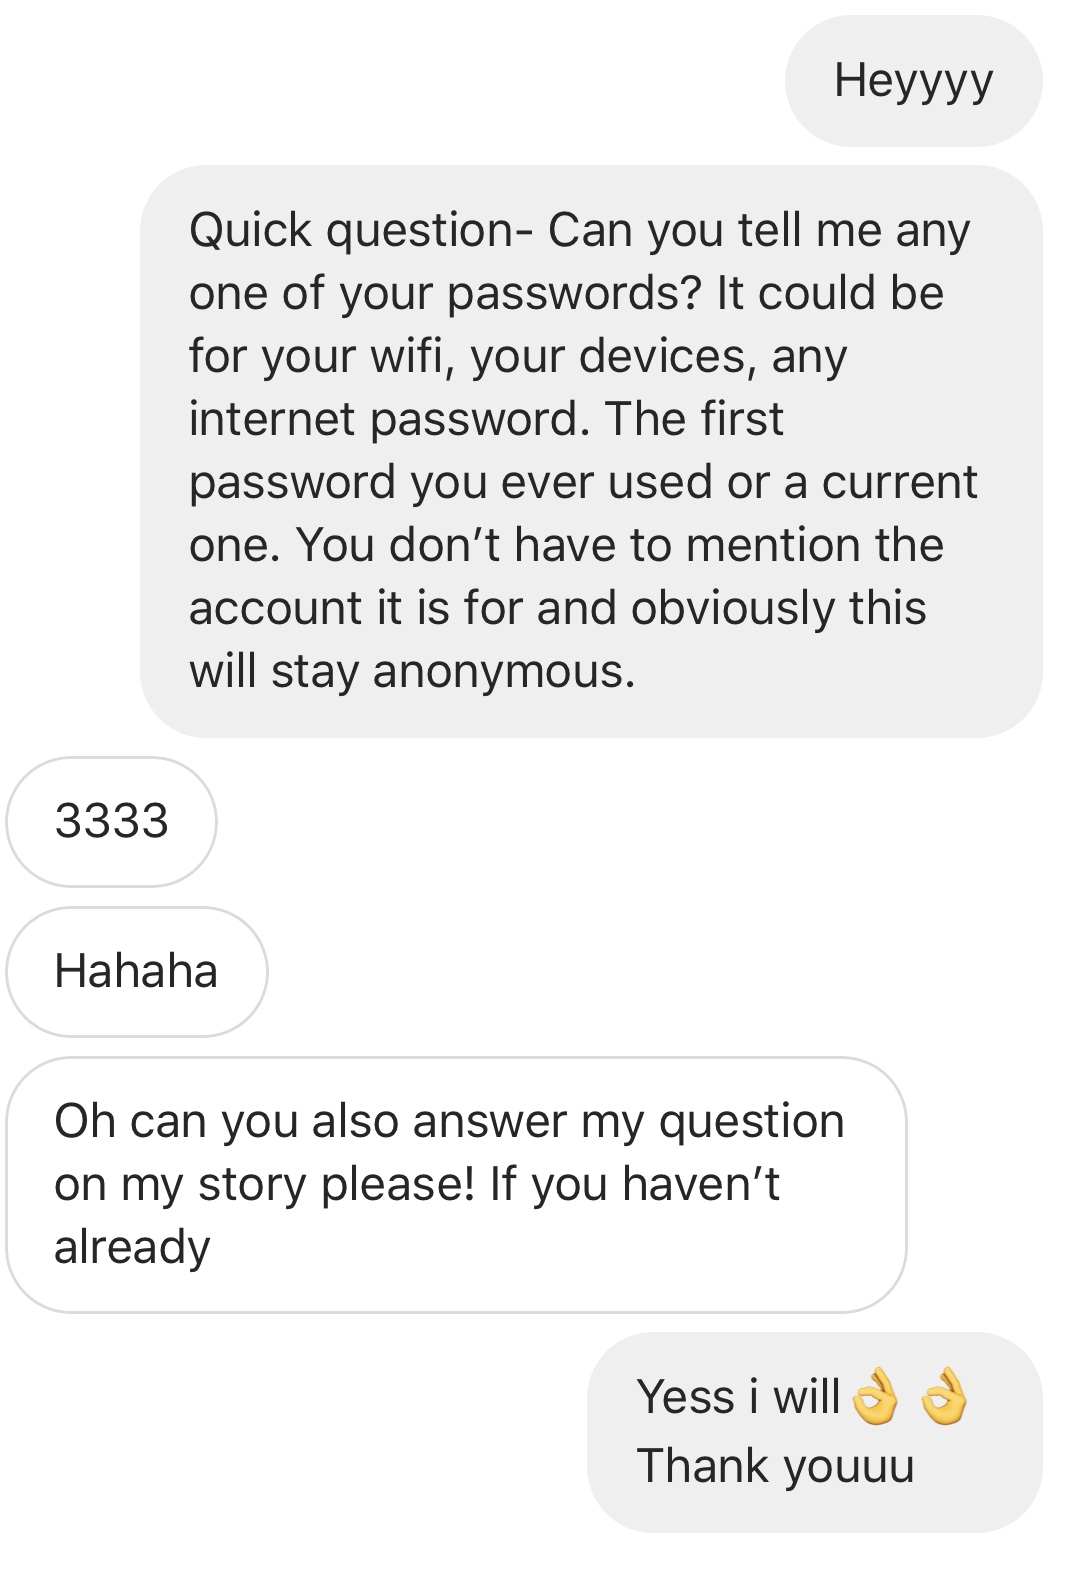 Heyyyy
Quick question- Can you tell me any
one of your passwords? It could be
for your wifi, your devices, any
internet password. The first
password you ever used or a current
one. You don’t have to mention the
account it is for and obviously this
will stay anonymous.
3333
Hahaha
Oh can you also answer my question
on my story please! If you haven’t
already
Yess i will👌 👌
Thank youuu